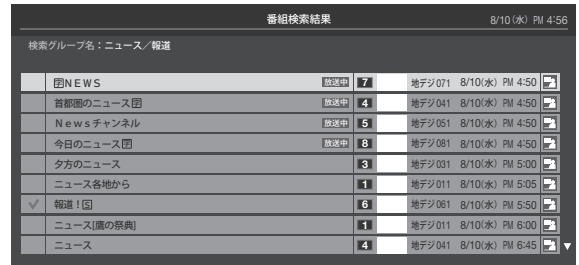 番組検索結果 8/10(水) PM 4:56
検索グループ名：ニュース／報道
🈑NEWS 放送中 7 地デジ071 8/10(水) PM 4:50
首都圏のニュース🈑 放送中 4 地デジ041 8/10(水) PM 4:50
Newsチャンネル 放送中 5 地デジ051 8/10(水) PM 4:50
今日のニュース🈑 放送中 8 地デジ081 8/10(水) PM 4:50
夕方のニュース 3 地デジ031 8/10(水) PM 5:00
ニュース各地から 1 地デジ011 8/10(水) PM 5:05
報道！🅂 6 地デジ061 8/10(水) PM 5:50
ニュース[鷹の祭典] 1 地デジ011 8/10(水) PM 6:00
ニュース 4 地デジ041 8/10(水) PM 6:45